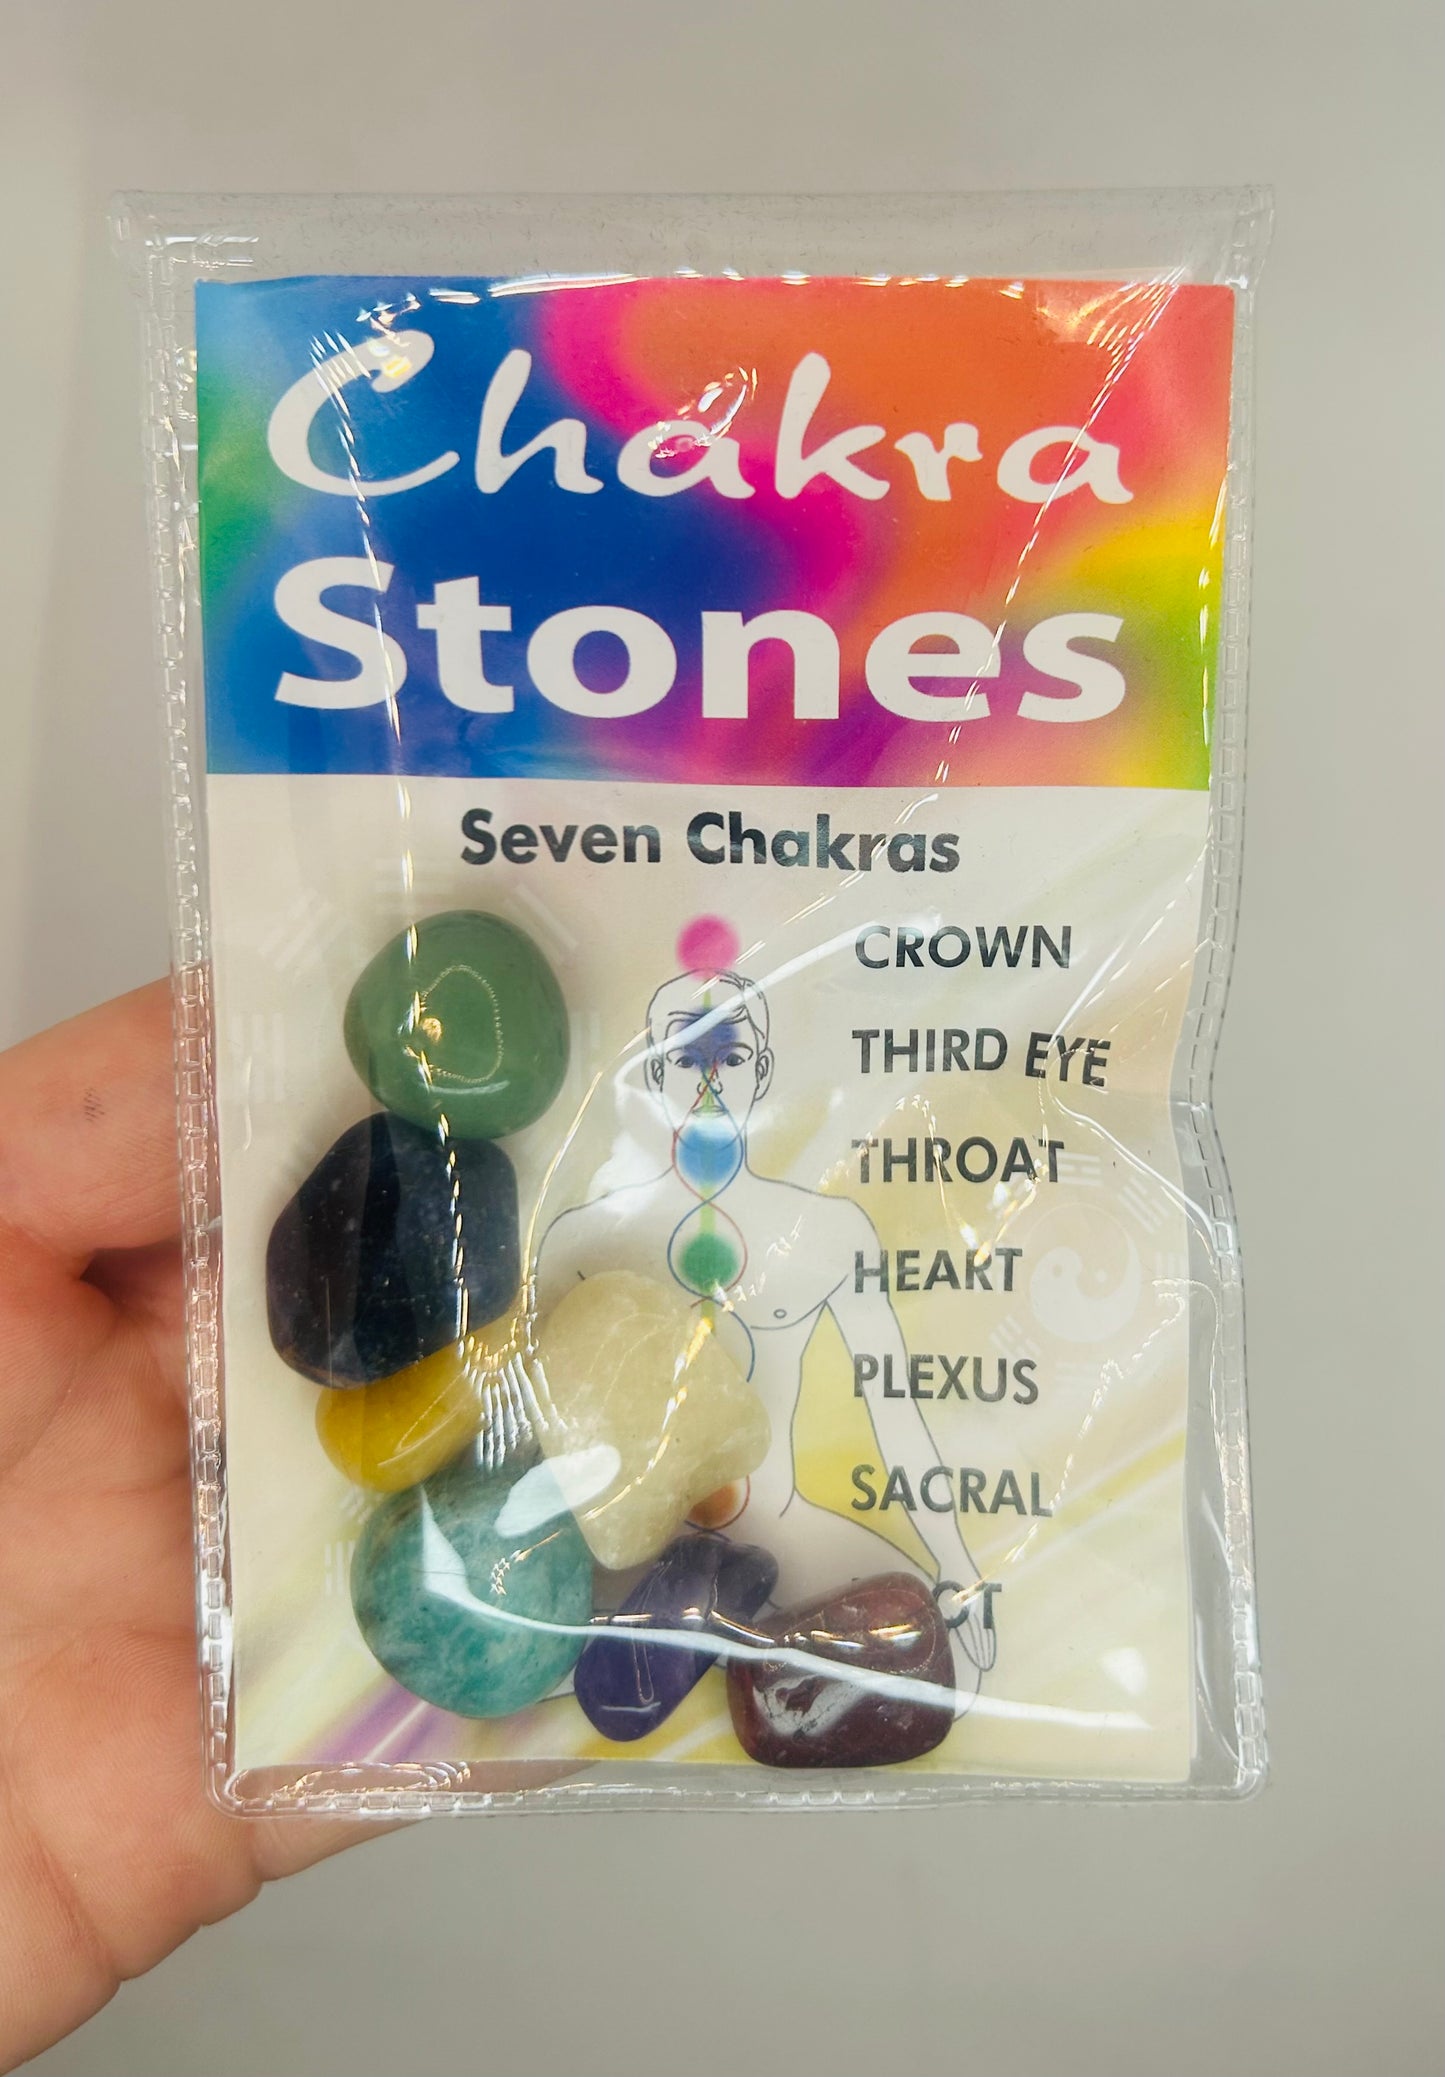 Chakra
Stones
Seven Chakras
CROWN
THIRD EYE
THROAT
HEART
PLEXUS
SACRAL